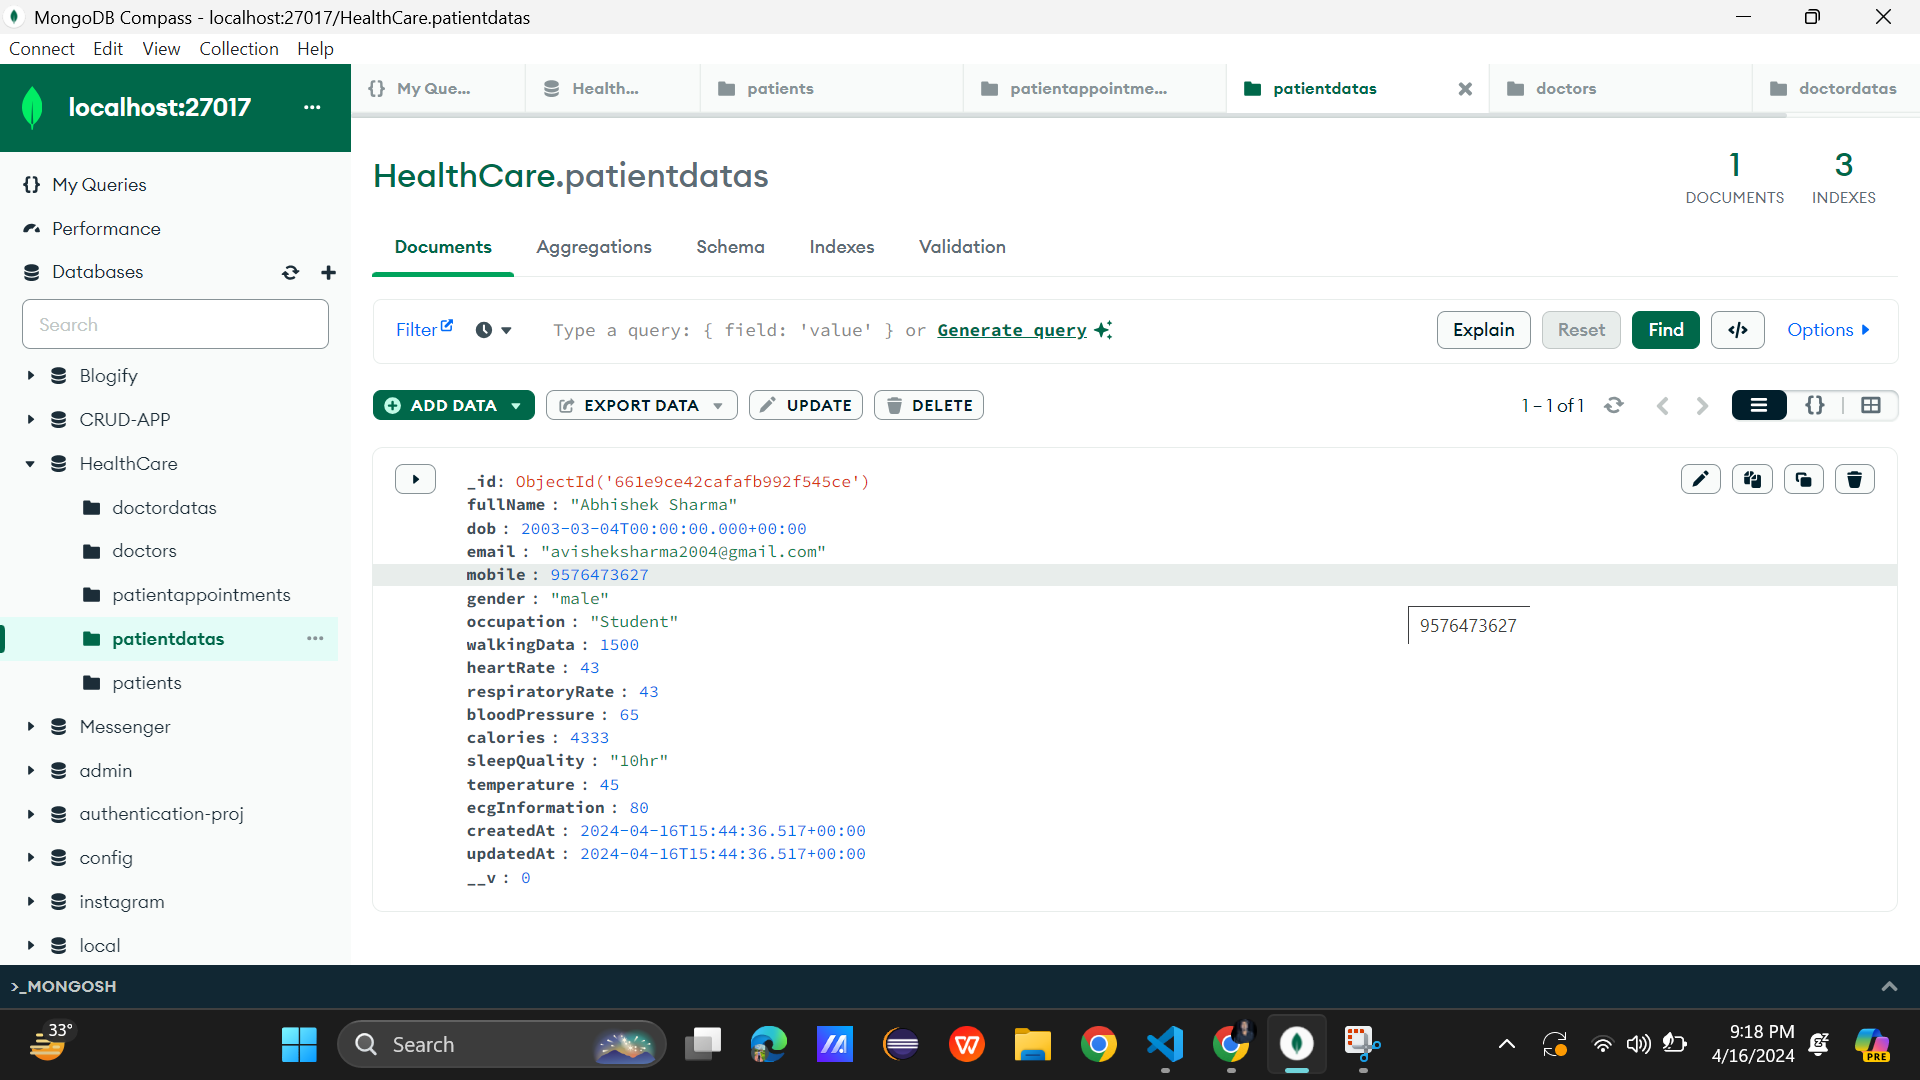 MongoDB Compass - localhost:27017/HealthCare.patientdatas
Connect Edit View Collection Help
localhost:27017 ...
{} My Que... Health... patients patientappointme... patientdatas doctors doctordatas
HealthCare.patientdatas
1 3
DOCUMENTS INDEXES
{} My Queries
Performance
Databases
Search
Blogify
CRUD-APP
HealthCare
doctordatas
doctors
patientappointments
patientdatas ...
patients
Messenger
admin
authentication-proj
config
instagram
local
Documents Aggregations Schema Indexes Validation
Filter Type a query: { field: 'value' } or Generate query Explain Reset Find </> Options
ADD DATA EXPORT DATA UPDATE DELETE 1 – 1 of 1 {}
_id: ObjectId('661e9ce42cafafb992f545ce')
fullName : "Abhishek Sharma"
dob : 2003-03-04T00:00:00.000+00:00
email : "avisheksharma2004@gmail.com"
mobile : 9576473627
gender : "male"
occupation : "Student"
9576473627
walkingData : 1500
heartRate : 43
respiratoryRate : 43
bloodPressure : 65
calories : 4333
sleepQuality : "10hr"
temperature : 45
ecgInformation : 80
createdAt : 2024-04-16T15:44:36.517+00:00
updatedAt : 2024-04-16T15:44:36.517+00:00
__v : 0
>_MONGOSH
33°
Search
9:18 PM
4/16/2024
PRE